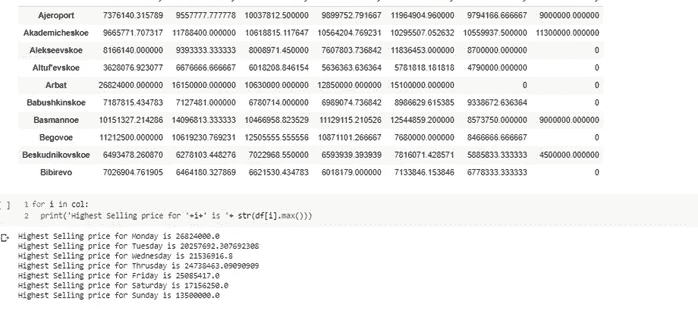 Ajeroport 7376140.315789 9557777.777778 10037812.500000 9899752.791667 11964904.960000 9794166.666667 9000000.000000
Akademicheskoe 9665771.707317 11788400.000000 10618815.117647 10564204.769231 10295507.052632 10559937.500000 11300000.000000
Alekseevskoe 8166140.000000 9393333.333333 8008971.450000 7607803.736842 11836453.000000 8700000.000000 0
Altuf'evskoe 3628076.923077 6676666.666667 6018208.846154 5636363.636364 5781818.181818 4790000.000000 0
Arbat 26824000.000000 16150000.000000 10630000.000000 12850000.000000 15100000.000000 0 0
Babushkinskoe 7187815.434783 7127481.000000 6780714.000000 6989074.736842 8986629.615385 9338672.636364 0
Basmannoe 10151327.214286 14096813.333333 10466958.823529 11129115.210526 12544859.200000 8573750.000000 9000000.000000
Begovoe 11212500.000000 10619230.769231 12505555.555556 10871101.266667 7680000.000000 8466666.666667 0
Beskudnikovskoe 6493478.260870 6278103.448276 7022968.550000 6593939.393939 7816071.428571 5885833.333333 4500000.000000
Bibirevo 7026904.761905 6464180.327869 6621530.434783 6018179.000000 7133846.153846 6778333.333333 0
[ ] 1 for i in col:
2 print('Highest Selling price for '+i+' is '+ str(df[i].max()))
Highest Selling price for Monday is 26824000.0
Highest Selling price for Tuesday is 20257692.307692308
Highest Selling price for Wednesday is 21536916.8
Highest Selling price for Thrusday is 24738463.09090909
Highest Selling price for Friday is 25085417.0
Highest Selling price for Saturday is 17156250.0
Highest Selling price for Sunday is 13500000.0